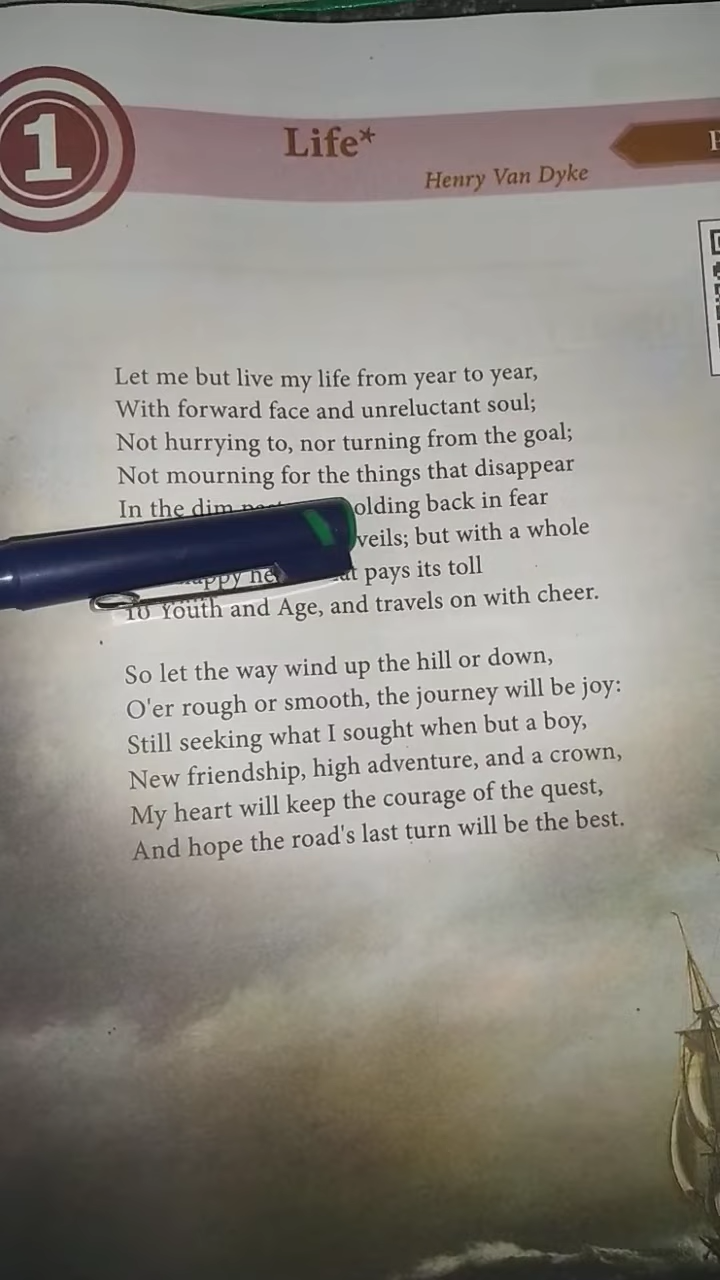 1
Life*
Henry Van Dyke
Let me but live my life from year to year,
With forward face and unreluctant soul;
Not hurrying to, nor turning from the goal;
Not mourning for the things that disappear
In the dim olding back in fear
veils; but with a whole
pays its toll
To Youth and Age, and travels on with cheer.
So let the way wind up the hill or down,
O'er rough or smooth, the journey will be joy:
Still seeking what I sought when but a boy,
New friendship, high adventure, and a crown,
My heart will keep the courage of the quest,
And hope the road's last turn will be the best.